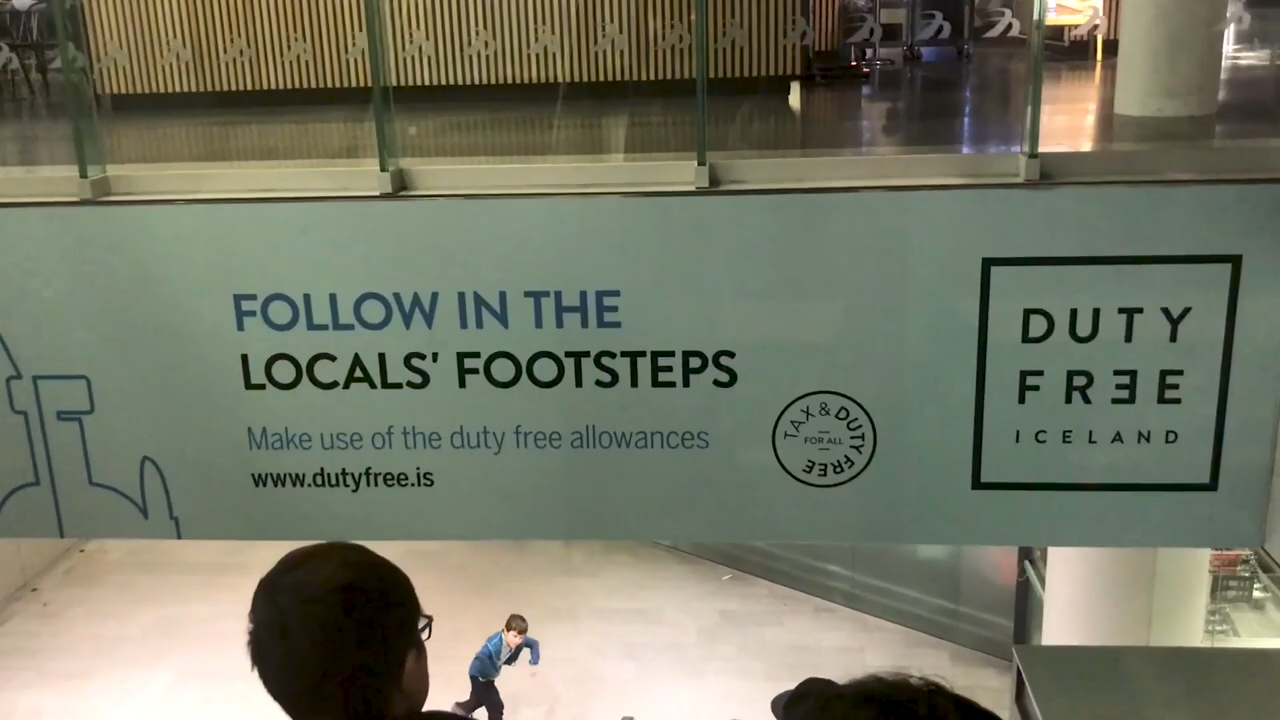 FOLLOW IN THE
LOCALS' FOOTSTEPS
Make use of the duty free allowances
www.dutyfree.is
TAX & DUTY FREE
FOR ALL
DUTY
FRƎE
ICELAND